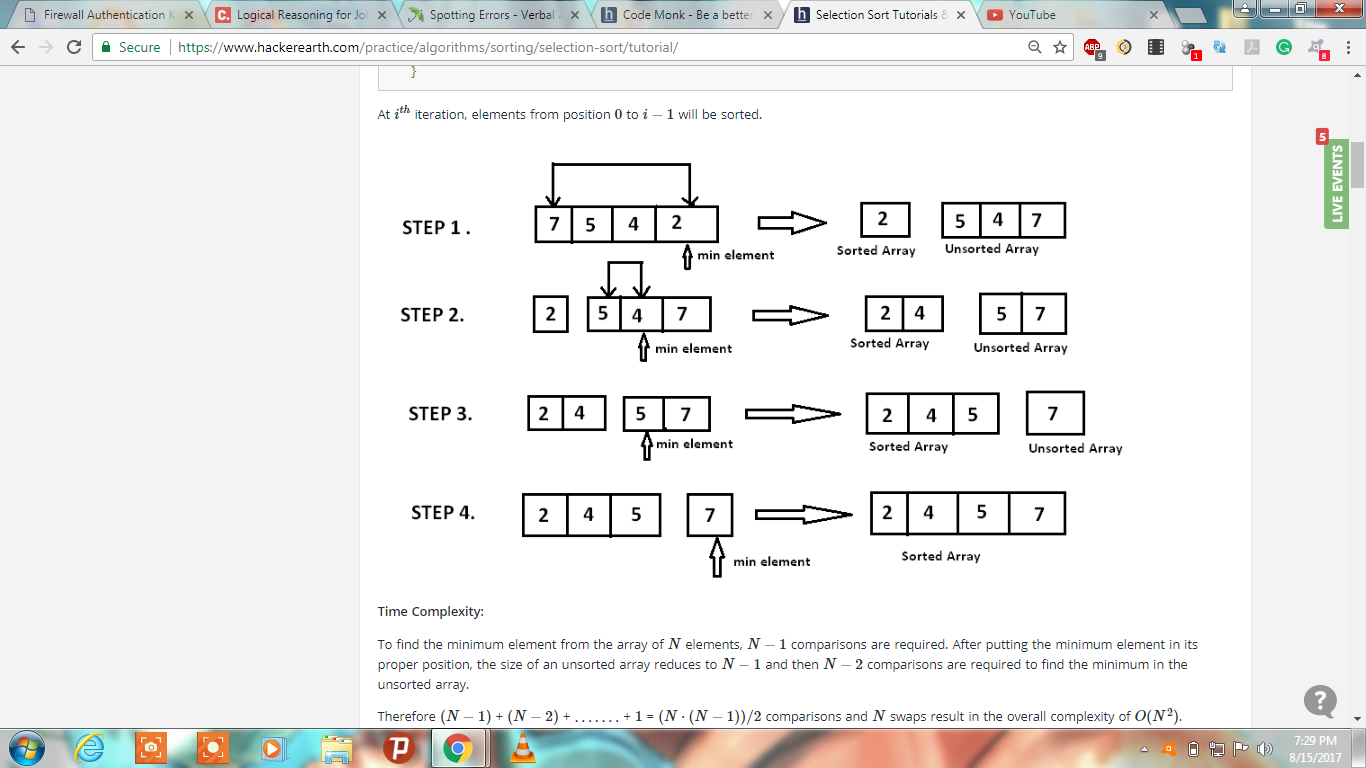 Firewall Authentication K
Logical Reasoning for Jo
Spotting Errors - Verbal A
Code Monk - Be a better
Selection Sort Tutorials &
YouTube
Secure | https://www.hackerearth.com/practice/algorithms/sorting/selection-sort/tutorial/
ABP 9 1 8
}
At i^th iteration, elements from position 0 to i − 1 will be sorted.
5
LIVE EVENTS
STEP 1 . 7 5 4 2 2 5 4 7
min element Sorted Array Unsorted Array
STEP 2. 2 5 4 7 2 4 5 7
min element Sorted Array Unsorted Array
STEP 3. 2 4 5 7 2 4 5 7
min element Sorted Array Unsorted Array
STEP 4. 2 4 5 7 2 4 5 7
min element Sorted Array
Time Complexity:
To find the minimum element from the array of N elements, N − 1 comparisons are required. After putting the minimum element in its
proper position, the size of an unsorted array reduces to N − 1 and then N − 2 comparisons are required to find the minimum in the
unsorted array.
Therefore (N − 1) + (N − 2) + ....... + 1 = (N · (N − 1))/2 comparisons and N swaps result in the overall complexity of O(N²).
?
7:29 PM
8/15/2017